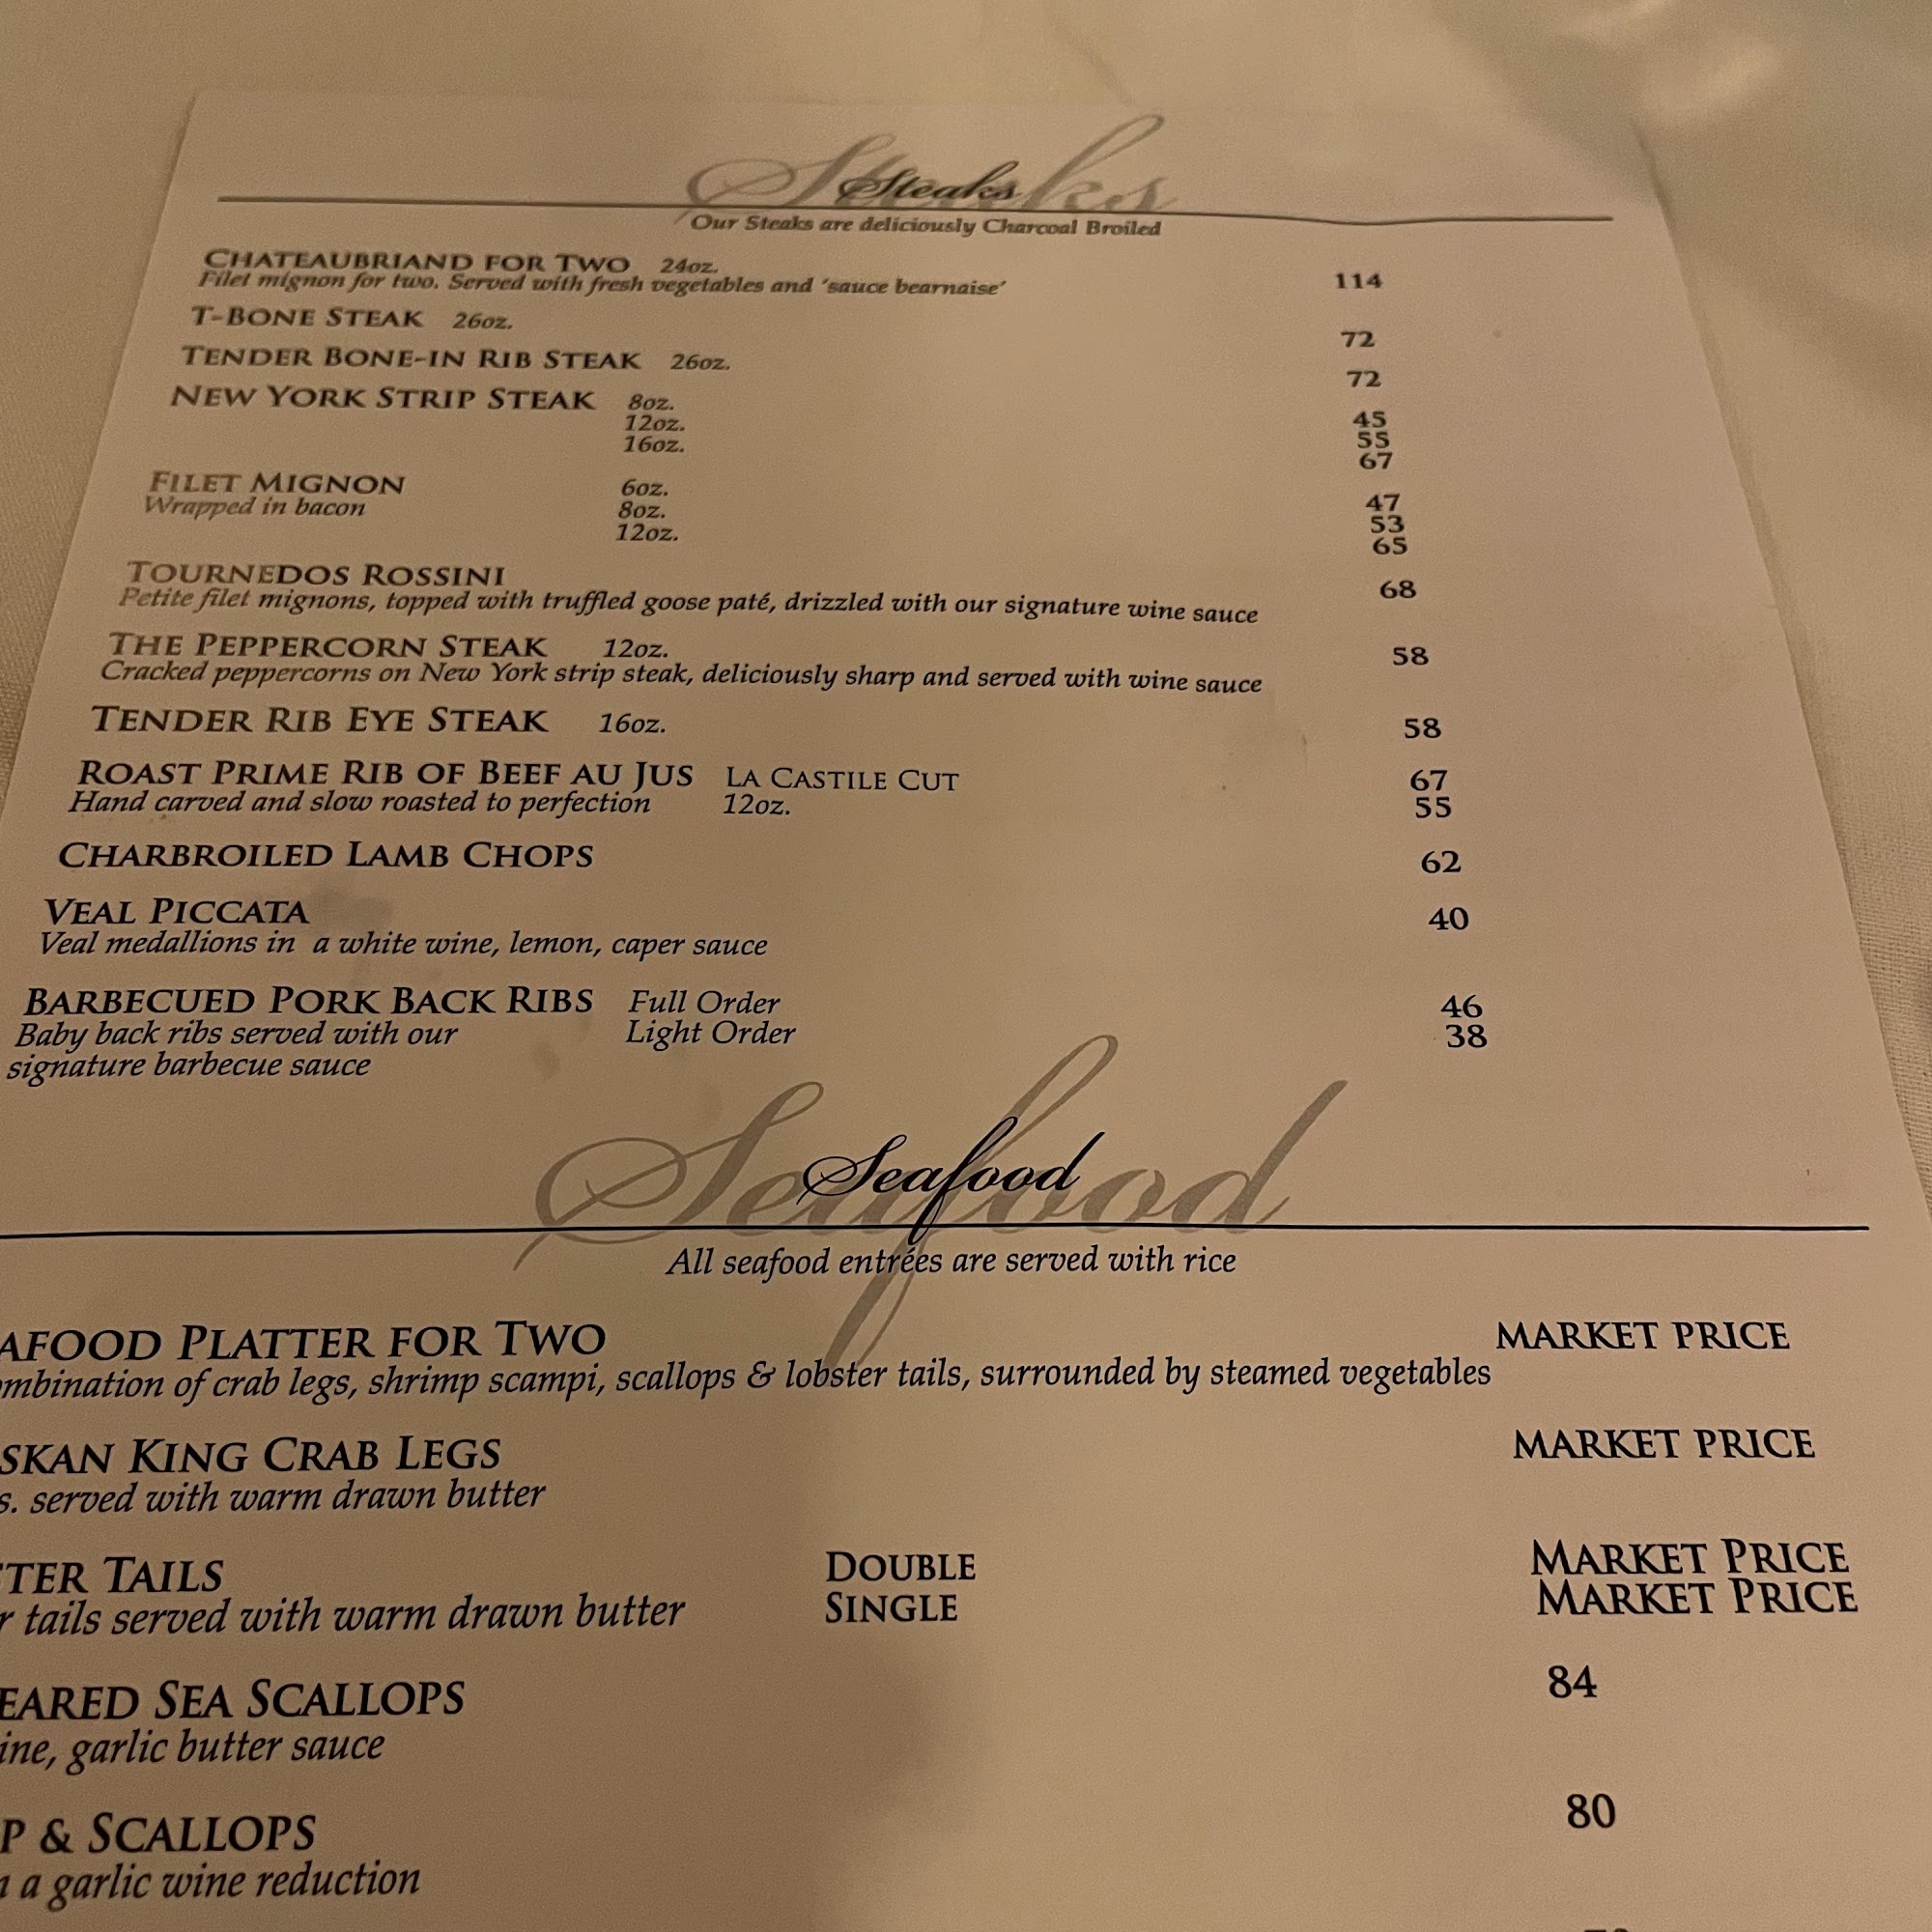 Steaks
Steaks
Our Steaks are deliciously Charcoal Broiled
CHATEAUBRIAND FOR TWO 24oz. 114
Filet mignon for two. Served with fresh vegetables and 'sauce bearnaise'
T-BONE STEAK 26oz. 72
TENDER BONE-IN RIB STEAK 26oz. 72
NEW YORK STRIP STEAK 8oz. 45
12oz. 55
16oz. 67
FILET MIGNON 6oz. 47
Wrapped in bacon 8oz. 53
12oz. 65
TOURNEDOS ROSSINI 68
Petite filet mignons, topped with truffled goose paté, drizzled with our signature wine sauce
THE PEPPERCORN STEAK 12oz. 58
Cracked peppercorns on New York strip steak, deliciously sharp and served with wine sauce
TENDER RIB EYE STEAK 16oz. 58
ROAST PRIME RIB OF BEEF AU JUS LA CASTILE CUT 67
Hand carved and slow roasted to perfection 12oz. 55
CHARBROILED LAMB CHOPS 62
VEAL PICCATA 40
Veal medallions in a white wine, lemon, caper sauce
BARBECUED PORK BACK RIBS Full Order 46
Baby back ribs served with our Light Order 38
signature barbecue sauce
Seafood
Seafood
All seafood entrées are served with rice
AFOOD PLATTER FOR TWO MARKET PRICE
ombination of crab legs, shrimp scampi, scallops & lobster tails, surrounded by steamed vegetables
SKAN KING CRAB LEGS MARKET PRICE
s. served with warm drawn butter
TER TAILS DOUBLE MARKET PRICE
r tails served with warm drawn butter SINGLE MARKET PRICE
EARED SEA SCALLOPS 84
ine, garlic butter sauce
P & SCALLOPS 80
a garlic wine reduction